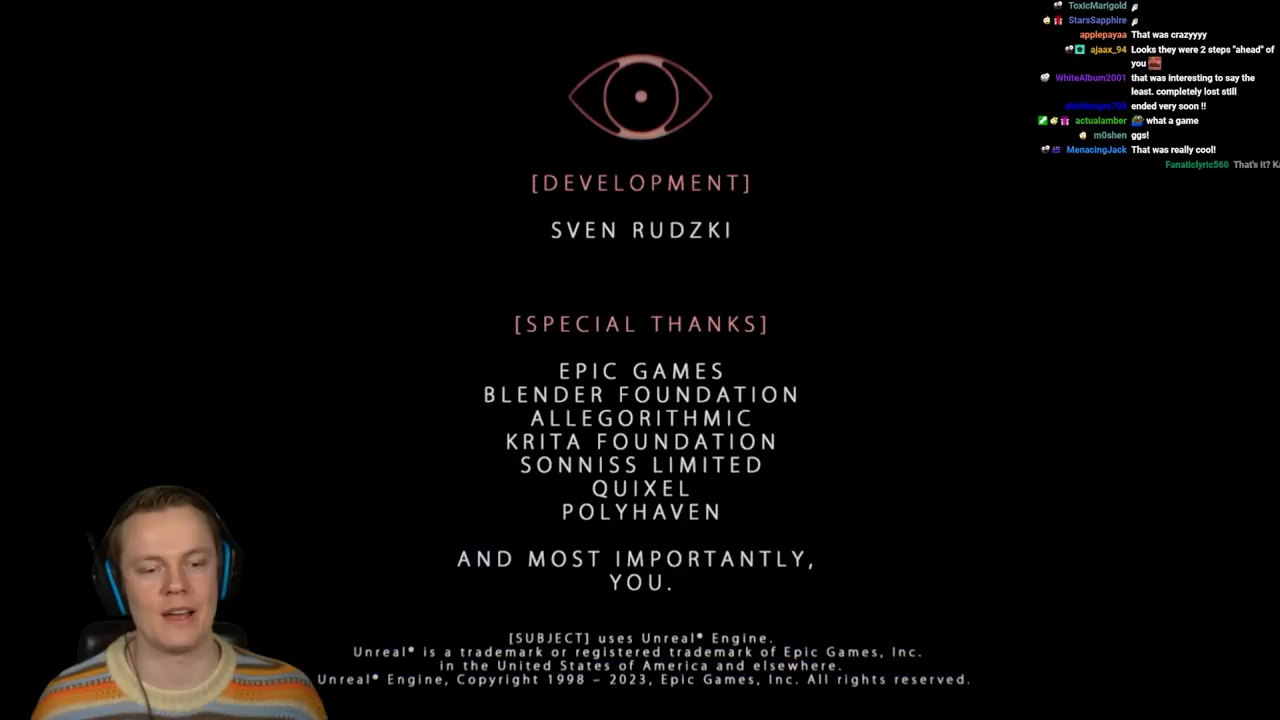 [DEVELOPMENT]
SVEN RUDZKI
[SPECIAL THANKS]
EPIC GAMES
BLENDER FOUNDATION
ALLEGORITHMIC
KRITA FOUNDATION
SONNISS LIMITED
QUIXEL
POLYHAVEN
AND MOST IMPORTANTLY,
YOU.
[SUBJECT] uses Unreal® Engine.
Unreal® is a trademark or registered trademark of Epic Games, Inc.
in the United States of America and elsewhere.
Unreal® Engine, Copyright 1998 – 2023, Epic Games, Inc. All rights reserved.
ToxicMarigold
StarsSapphire
applepayaa That was crazyyyy
ajaax_94 Looks they were 2 steps "ahead" of
you
WhiteAlbum2001 that was interesting to say the
least. completely lost still
ended very soon !!
actualamber what a game
m0shen ggs!
MenacingJack That was really cool!
Fanaticlyric560 That's it?